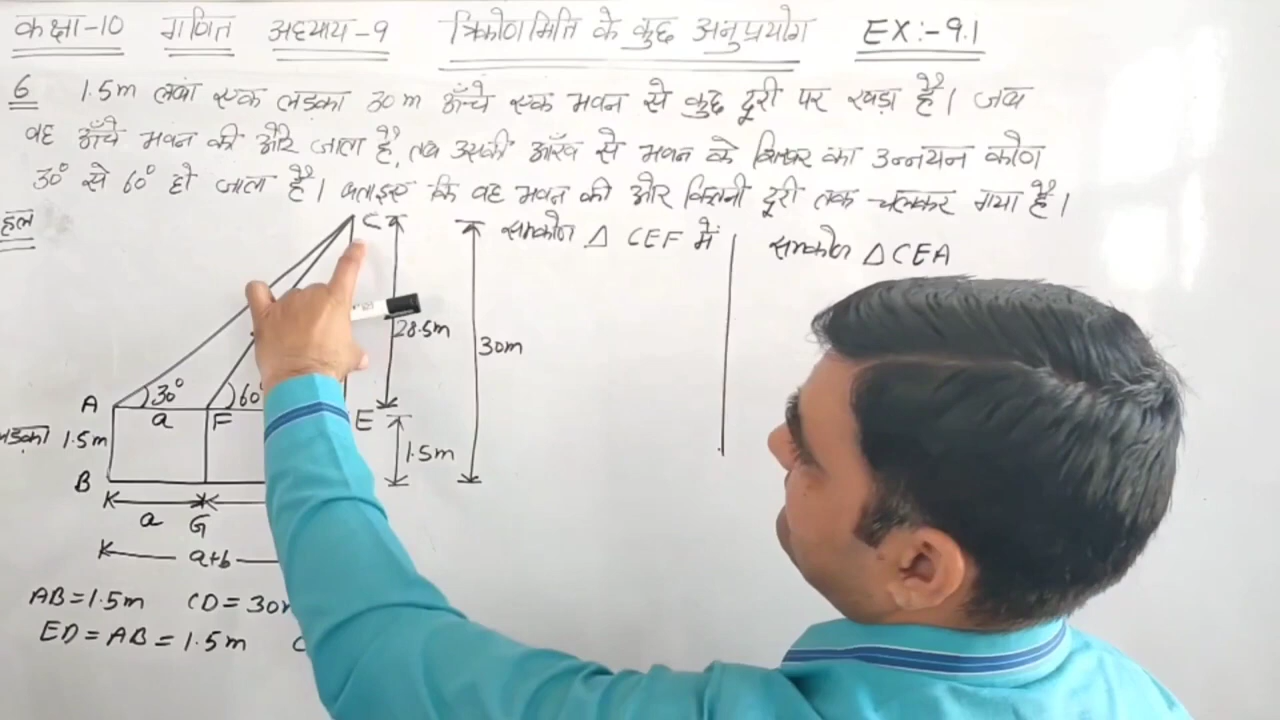 कक्षा-10 गणित अध्याय-9 त्रिकोणमिति के कुछ अनुप्रयोग EX:-9.1
6 1.5m लंबा एक लड़का 30m ऊँचे एक भवन से कुछ दूरी पर खड़ा है। जब
वह ऊँचे भवन की ओर जाता है, तब उसकी आँख से भवन के शिखर का उन्नयन कोण
30° से 60° हो जाता है। बताइए कि वह भवन की ओर कितनी दूरी तक चलकर गया है।
हल
C
समकोण △ CEF में
समकोण △ CEA
28.5m
30m
A 30° 60° 
a F E
लड़का 1.5m
1.5m
B
a G
a+b
AB=1.5m CD=30m
ED=AB=1.5m C